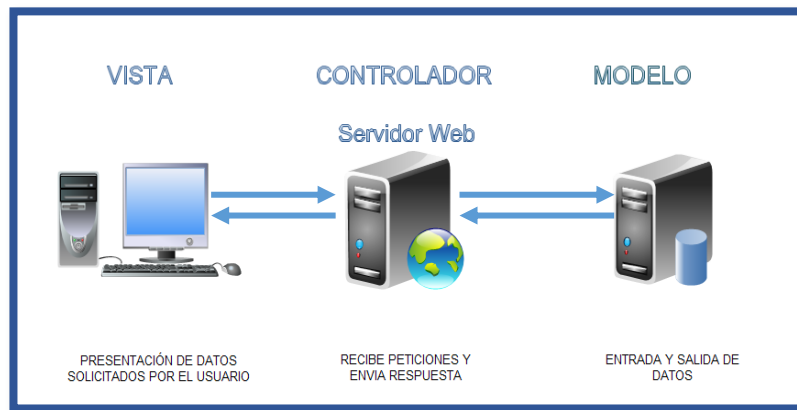 VISTA
CONTROLADOR
MODELO
Servidor Web
PRESENTACIÓN DE DATOS
SOLICITADOS POR EL USUARIO
RECIBE PETICIONES Y
ENVIA RESPUESTA
ENTRADA Y SALIDA DE
DATOS